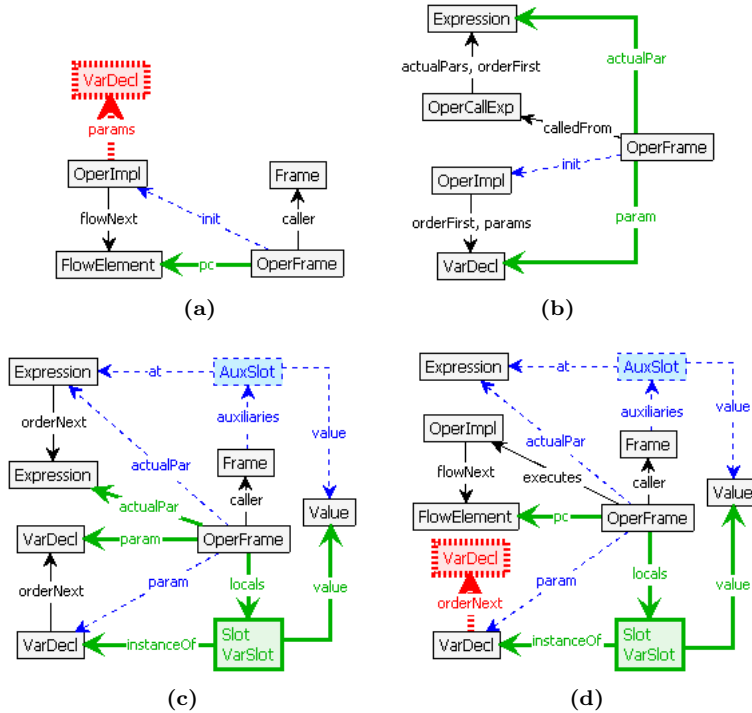 VarDecl
params
OperImpl
Frame
flowNext
init
caller
FlowElement
pc
OperFrame
(a)
Expression
actualPars, orderFirst
actualPar
OperCallExp
calledFrom
OperFrame
OperImpl
init
orderFirst, params
param
VarDecl
(b)
Expression
at
AuxSlot
orderNext
auxiliaries
value
actualPar
Expression
Frame
actualPar
caller
Value
VarDecl
param
OperFrame
orderNext
param
locals
value
VarDecl
instanceOf
Slot
VarSlot
(c)
Expression
at
AuxSlot
auxiliaries
value
OperImpl
actualPar
Frame
flowNext
executes
caller
Value
FlowElement
pc
OperFrame
VarDecl
param
locals
value
orderNext
VarDecl
instanceOf
Slot
VarSlot
(d)